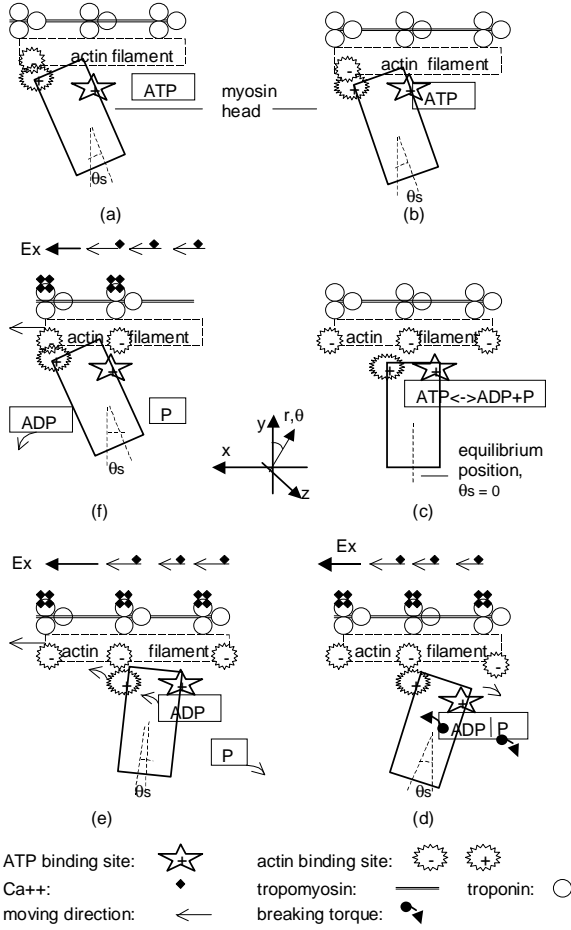 actin filament
ATP
+
+
θs
(a)
myosin
head
actin filament
-
+
+
ATP
θs
(b)
Ex
actin filament
-
-
+
+
ADP
P
θs
(f)
y
r,θ
x
z
actin filament
-
-
-
+
+
ATP<->ADP+P
equilibrium
position,
θs = 0
(c)
Ex
actin filament
-
-
-
+
+
ADP
P
θs
(e)
Ex
actin filament
-
-
-
+
+
ADP | P
θs
(d)
ATP binding site: +
actin binding site: - +
Ca++:
tropomyosin:
troponin:
moving direction:
breaking torque: